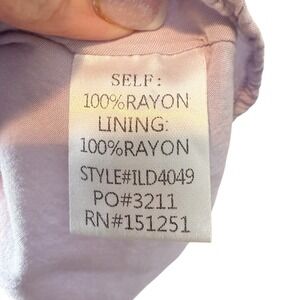 SELF:
100%RAYON
LINING:
100%RAYON
STYLE#ILD4049
PO#3211
RN#151251